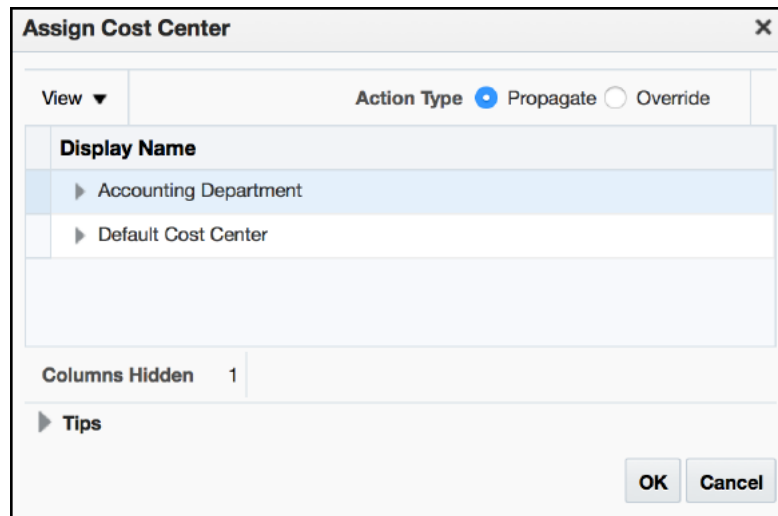 Assign Cost Center ×
View ▼ Action Type Propagate Override
Display Name
Accounting Department
Default Cost Center
Columns Hidden 1
Tips
OK Cancel